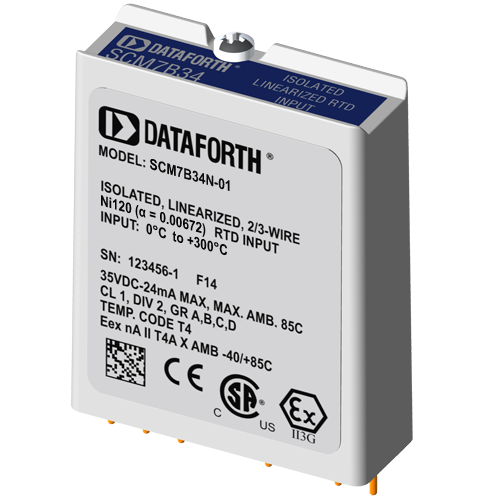 DATAFORTH®
SCM7B34
ISOLATED
LINEARIZED RTD
INPUT
DATAFORTH®
MODEL: SCM7B34N-01
ISOLATED, LINEARIZED, 2/3-WIRE
Ni120 (α = 0.00672) RTD INPUT
INPUT: 0°C to +300°C
SN: 123456-1 F14
35VDC-24mA MAX, MAX. AMB. 85C
CL 1, DIV 2, GR A,B,C,D
TEMP. CODE T4
Eex nA II T4A X AMB -40/+85C
CE
SA
C US
Ex
II3G